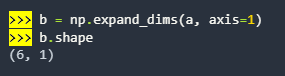 >>> b = np.expand_dims(a, axis=1)
>>> b.shape
(6, 1)